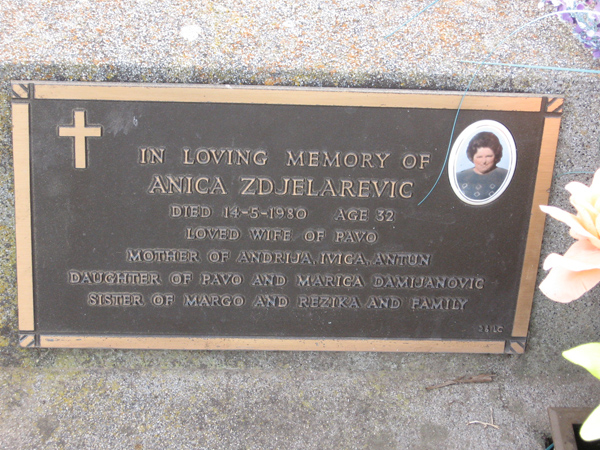 IN LOVING MEMORY OF
ANICA ZDJELAREVIC
DIED 14-5-1980 AGE 32
LOVED WIFE OF PAVO
MOTHER OF ANDRIJA, IVICA, ANTUN
DAUGHTER OF PAVO AND MARICA DAMIJANOVIC
SISTER OF MARGO AND REZIKA AND FAMILY